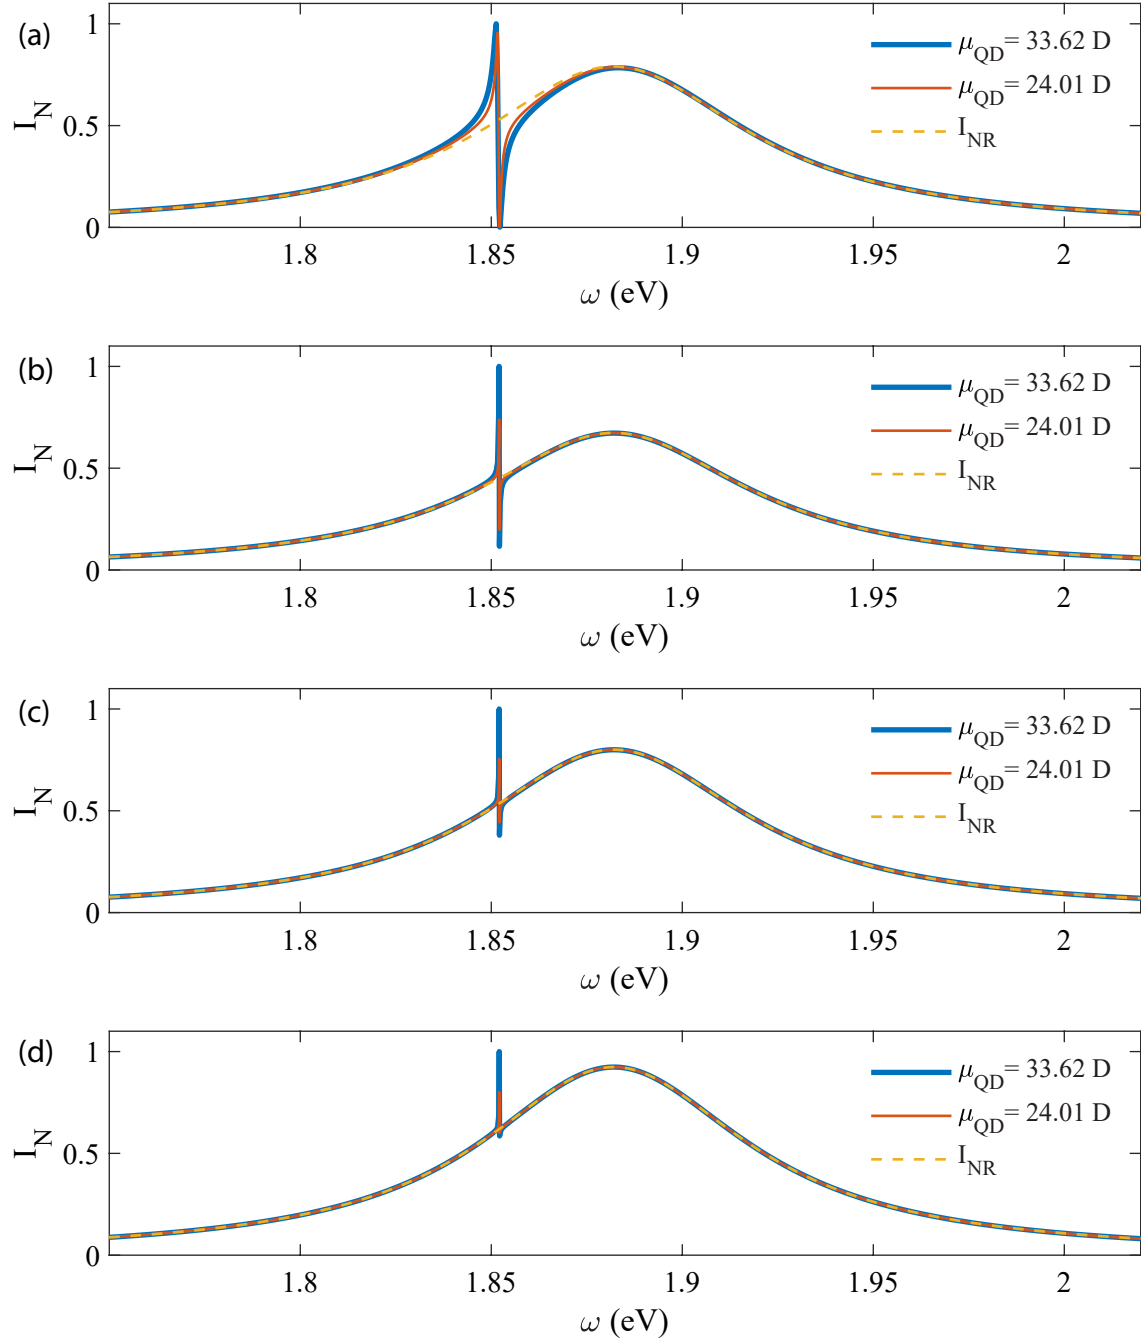 (a)
1
0.5
0
I_N
μ_QD = 33.62 D
μ_QD = 24.01 D
I_NR
1.8 1.85 1.9 1.95 2
ω (eV)
(b)
1
0.5
0
I_N
μ_QD = 33.62 D
μ_QD = 24.01 D
I_NR
1.8 1.85 1.9 1.95 2
ω (eV)
(c)
1
0.5
0
I_N
μ_QD = 33.62 D
μ_QD = 24.01 D
I_NR
1.8 1.85 1.9 1.95 2
ω (eV)
(d)
1
0.5
0
I_N
μ_QD = 33.62 D
μ_QD = 24.01 D
I_NR
1.8 1.85 1.9 1.95 2
ω (eV)